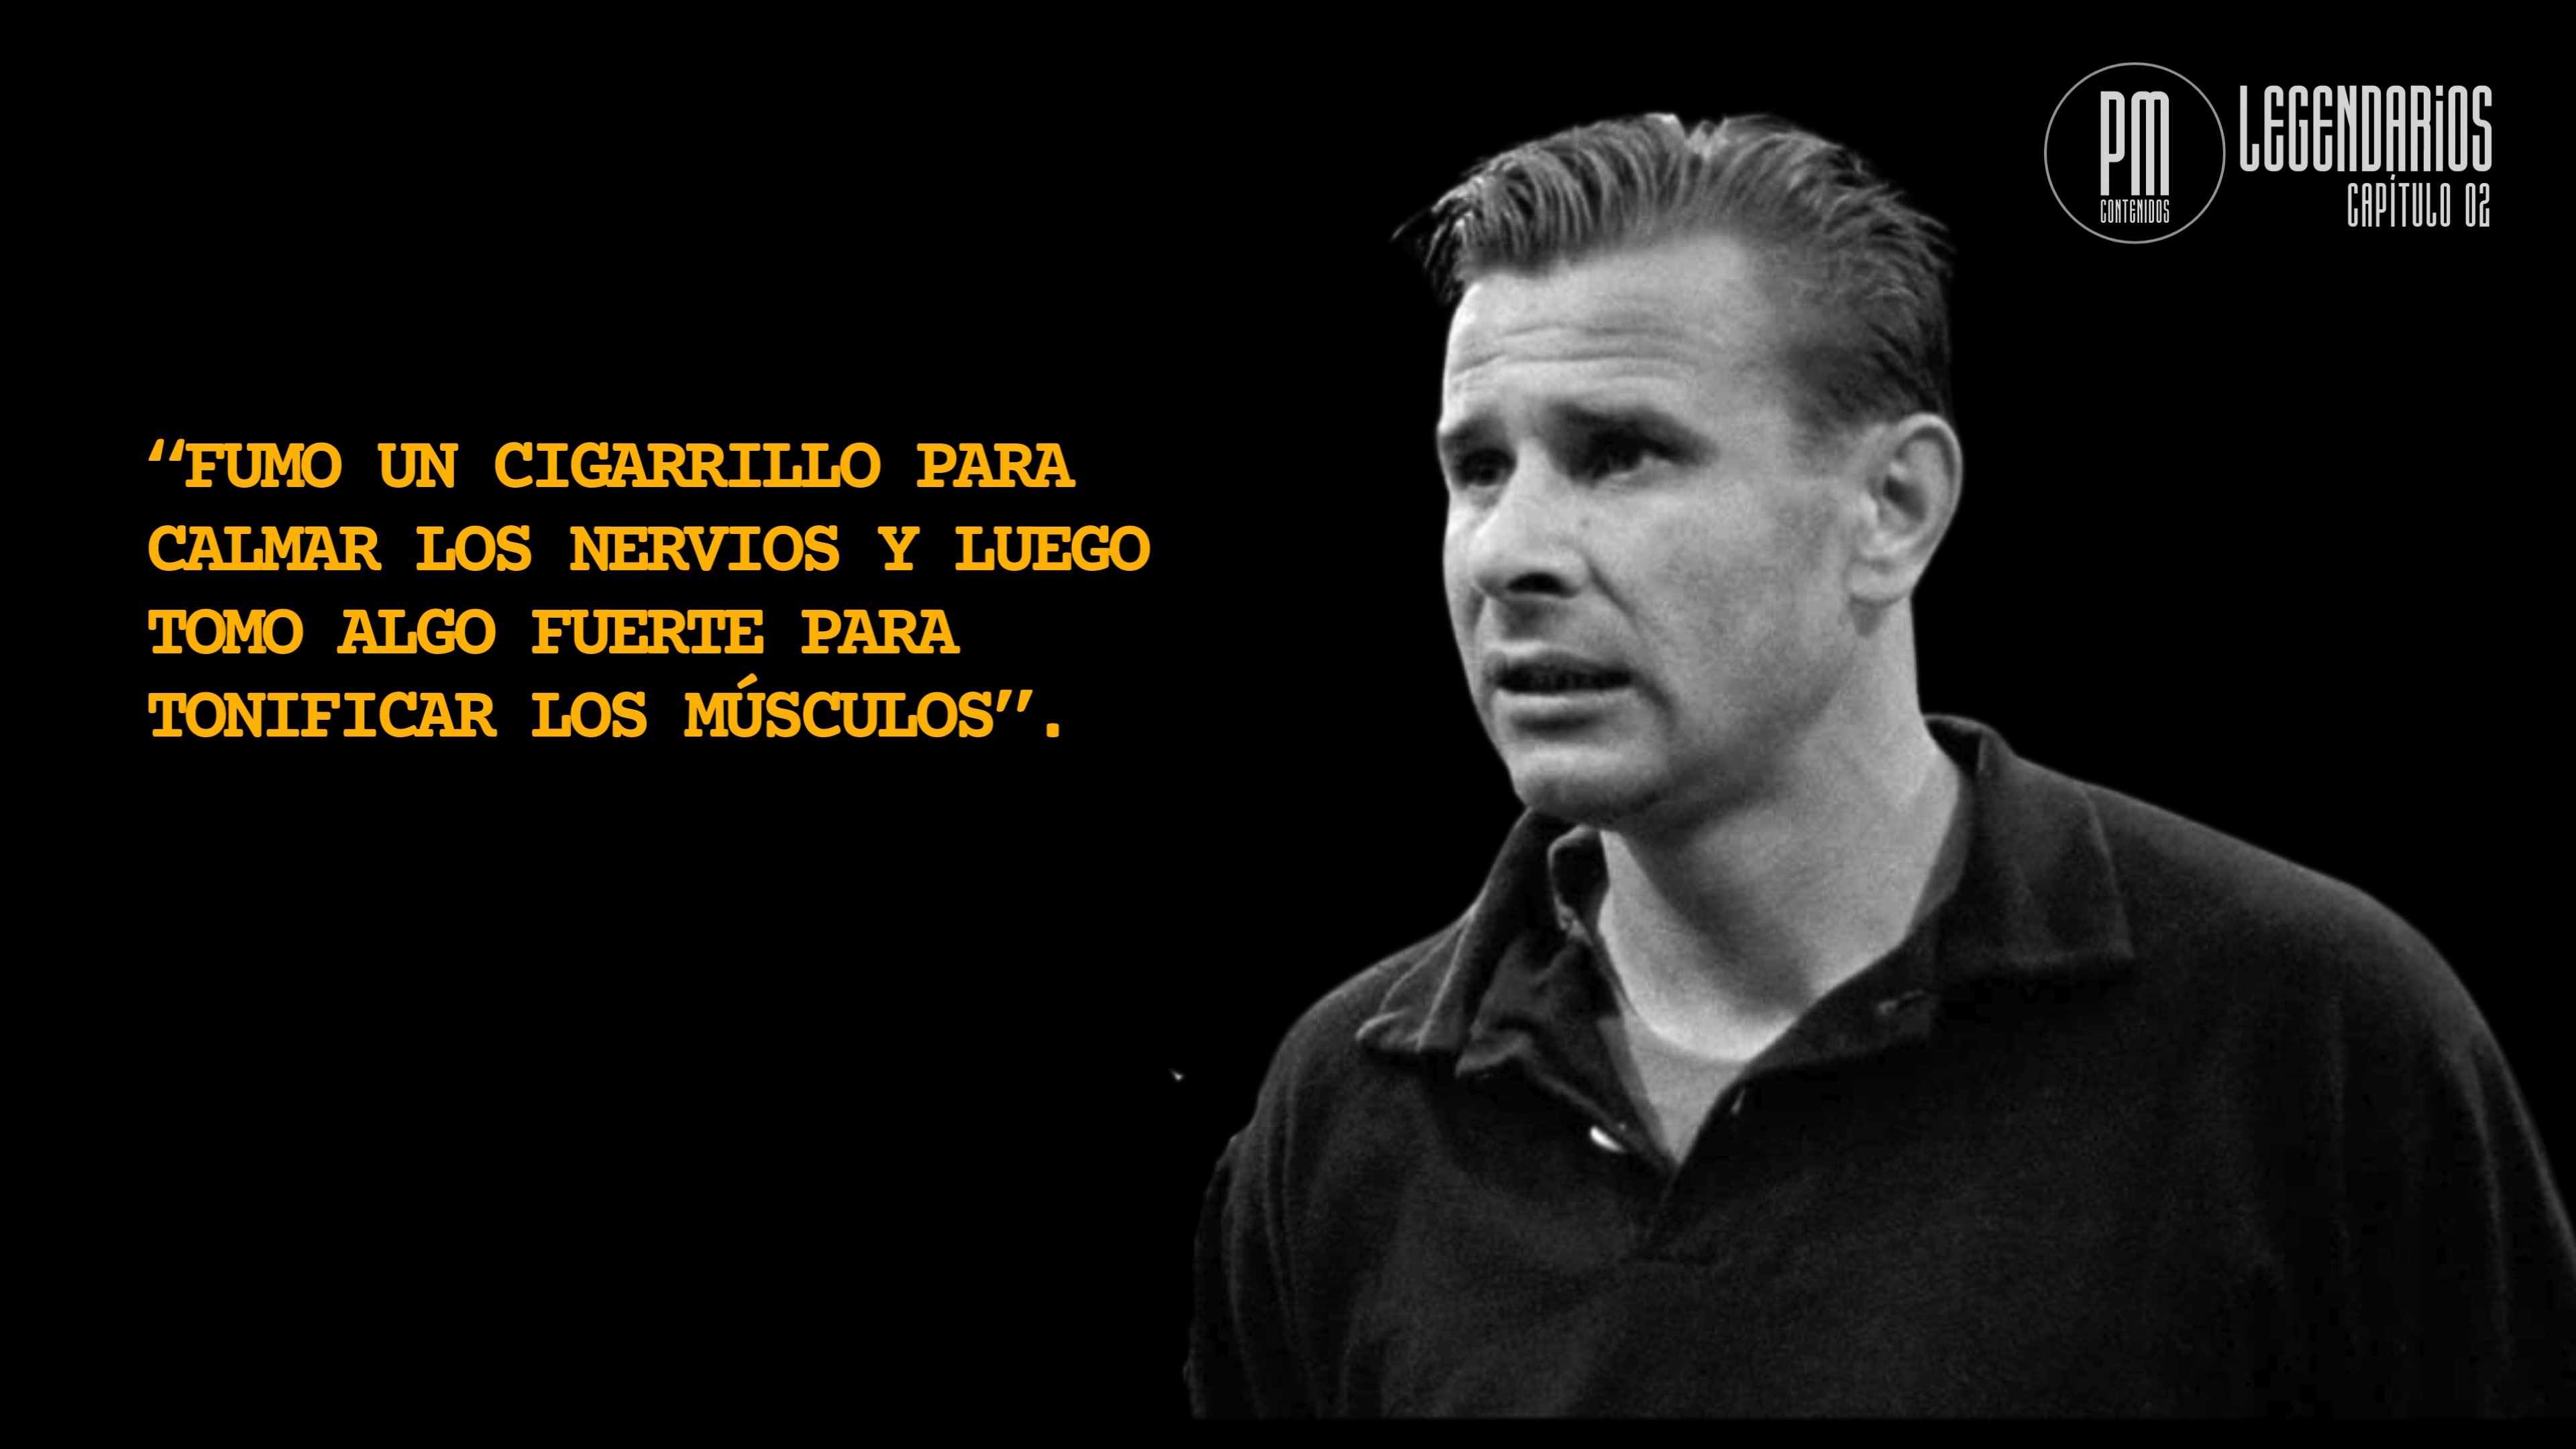 PM
CONTENIDOS
LEGENDARiOS
CAPÍTULO 02
“FUMO UN CIGARRILLO PARA
CALMAR LOS NERVIOS Y LUEGO
TOMO ALGO FUERTE PARA
TONIFICAR LOS MÚSCULOS”.